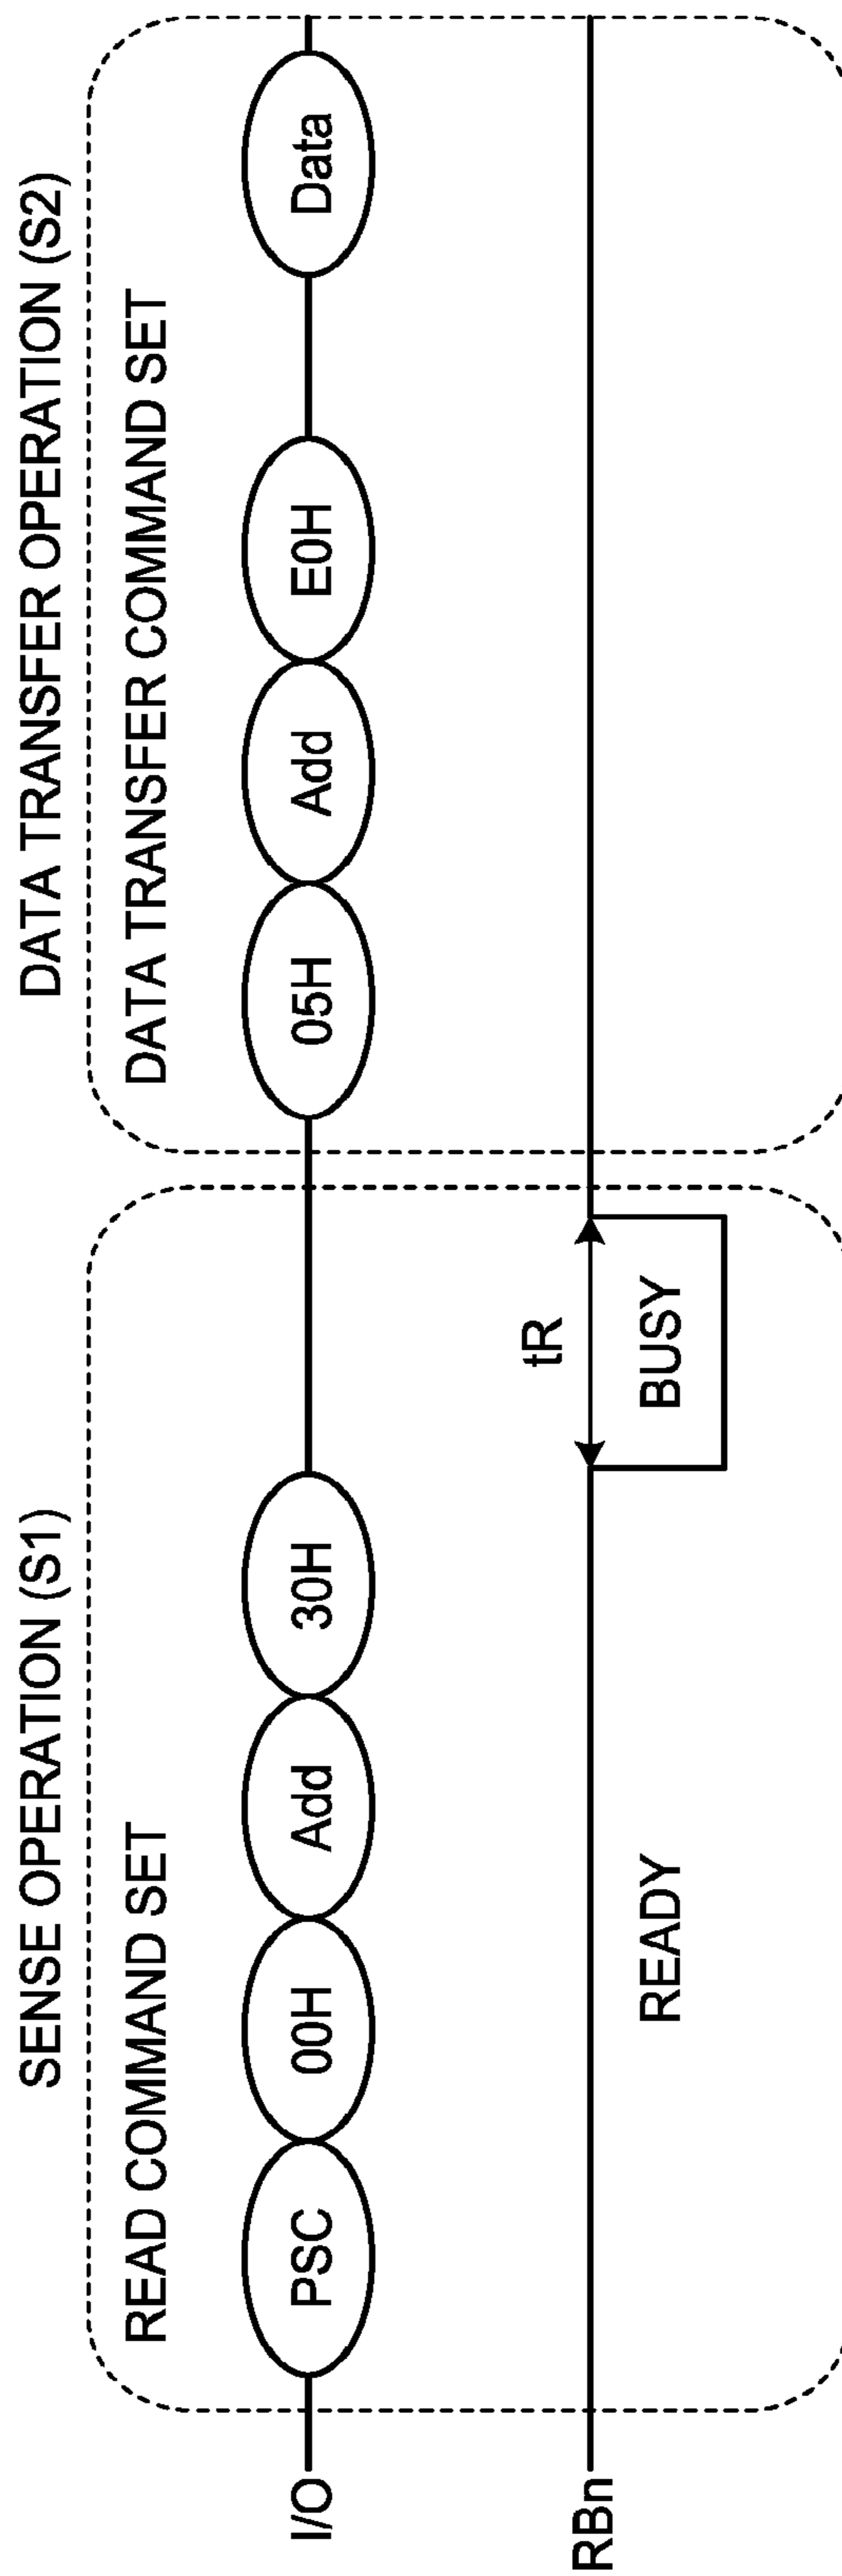 SENSE OPERATION (S1)
DATA TRANSFER OPERATION (S2)
READ COMMAND SET
DATA TRANSFER COMMAND SET
I/O
PSC
00H
Add
30H
05H
Add
E0H
Data
tR
RBn
READY
BUSY